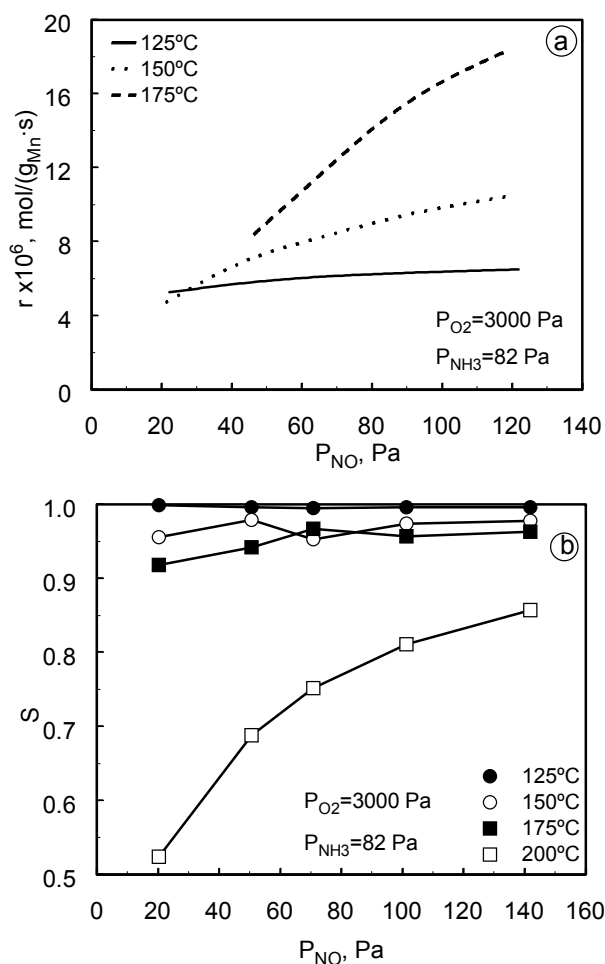 20
16
12
8
4
0
r x10⁶, mol/(g_Mn·s)
125ºC
150ºC
175ºC
a
P_O2=3000 Pa
P_NH3=82 Pa
0 20 40 60 80 100 120 140
P_NO, Pa
1.0
0.9
0.8
0.7
0.6
0.5
S
b
P_O2=3000 Pa
P_NH3=82 Pa
125ºC
150ºC
175ºC
200ºC
0 20 40 60 80 100 120 140 160
P_NO, Pa